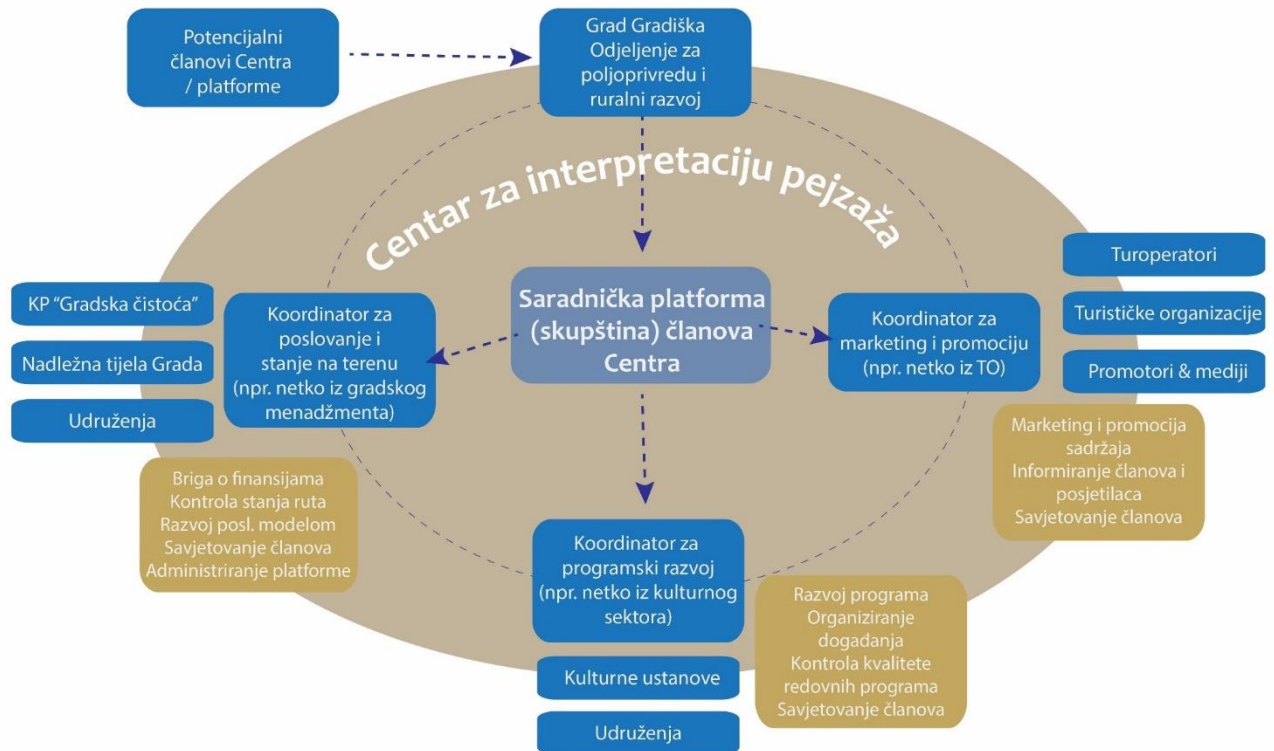 Potencijalni
članovi Centra
/ platforme
Grad Gradiška
Odjeljenje za
poljoprivredu i
ruralni razvoj
Centar za interpretaciju pejzaža
Saradnička platforma
(skupština) članova
Centra
KP “Gradska čistoća”
Nadležna tijela Grada
Udruženja
Koordinator za
poslovanje i
stanje na terenu
(npr. netko iz gradskog
menadžmenta)
Briga o finansijama
Kontrola stanja ruta
Razvoj posl. modelom
Savjetovanje članova
Administriranje platforme
Koordinator za
marketing i promociju
(npr. netko iz TO)
Turoperatori
Turističke organizacije
Promotori & mediji
Marketing i promocija
sadržaja
Informiranje članova i
posjetilaca
Savjetovanje članova
Koordinator za
programski razvoj
(npr. netko iz kulturnog
sektora)
Kulturne ustanove
Udruženja
Razvoj programa
Organiziranje
događanja
Kontrola kvalitete
redovnih programa
Savjetovanje članova